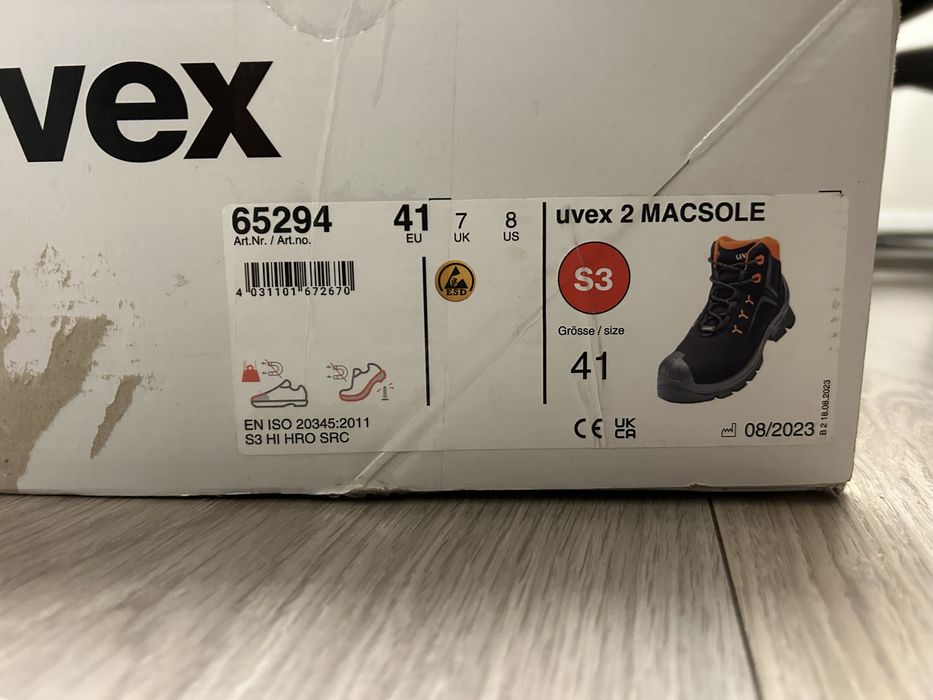 uvex
65294
Art.Nr. / Art.no.
41
EU
7
UK
8
US
4 031101 672670
ESD
EN ISO 20345:2011
S3 HI HRO SRC
uvex 2 MACSOLE
S3
Grösse / size
41
CE
UK
CA
08/2023
B 2 18.08.2023
uv